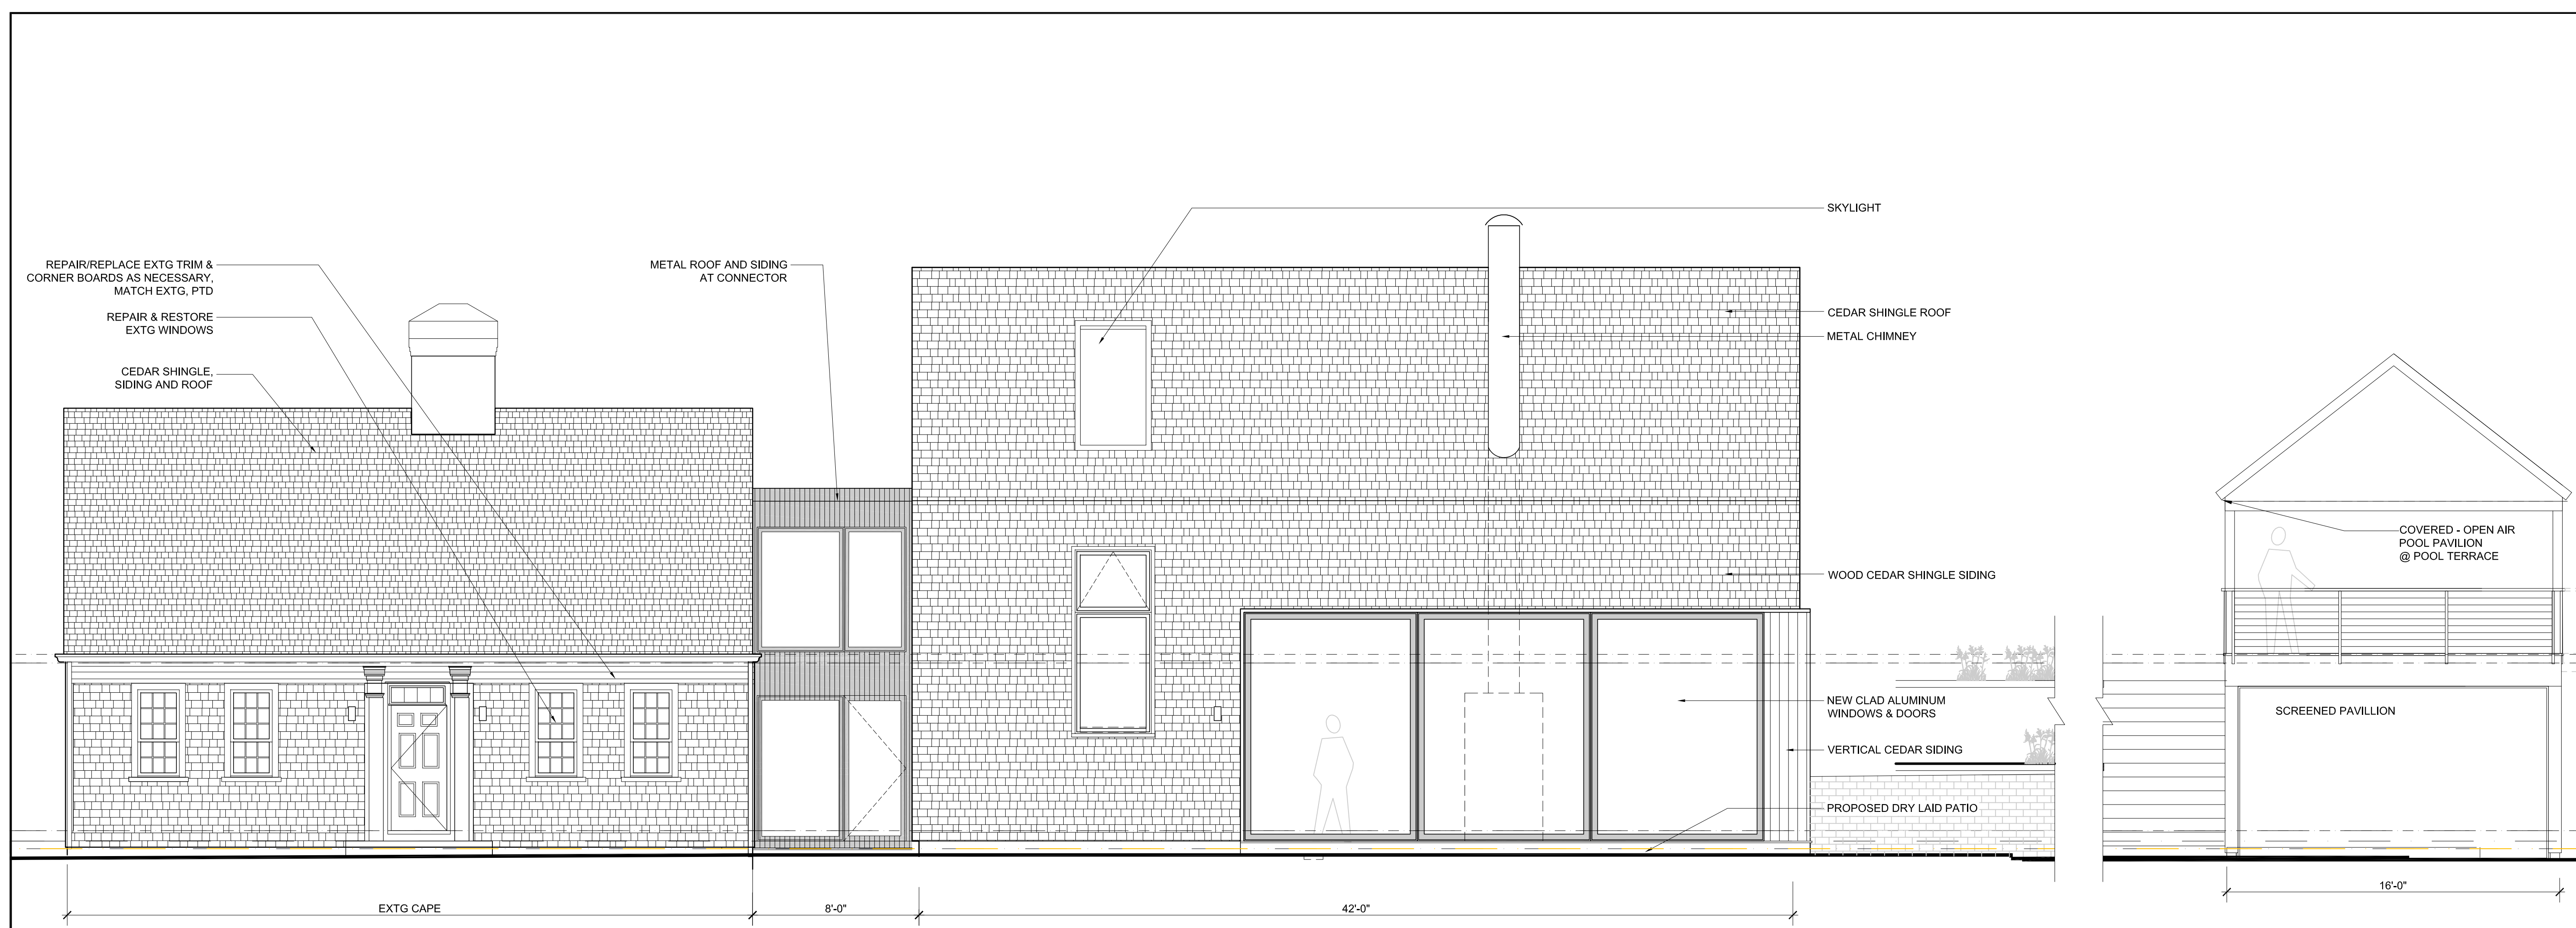 SKYLIGHT
REPAIR/REPLACE EXTG TRIM &
CORNER BOARDS AS NECESSARY,
MATCH EXTG, PTD
METAL ROOF AND SIDING
AT CONNECTOR
REPAIR & RESTORE
EXTG WINDOWS
CEDAR SHINGLE ROOF
METAL CHIMNEY
CEDAR SHINGLE,
SIDING AND ROOF
COVERED - OPEN AIR
POOL PAVILION
@ POOL TERRACE
WOOD CEDAR SHINGLE SIDING
NEW CLAD ALUMINUM
WINDOWS & DOORS
SCREENED PAVILLION
VERTICAL CEDAR SIDING
PROPOSED DRY LAID PATIO
EXTG CAPE
8'-0"
42'-0"
16'-0"